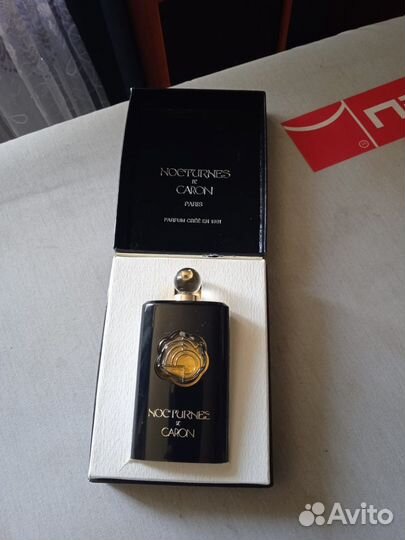 NOCTURNES
DE
CARON
PARIS
PARFUM CRÉÉ EN 1981
NOCTURNES
DE
CARON
Avito